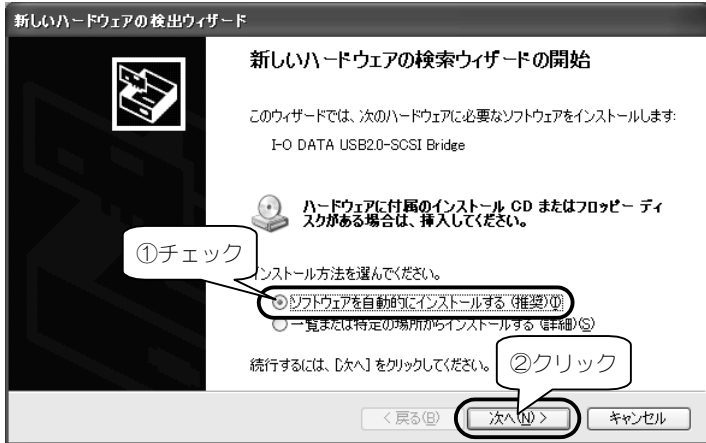 新しいハードウェアの検出ウィザード
新しいハードウェアの検索ウィザードの開始
このウィザードでは、次のハードウェアに必要なソフトウェアをインストールします:
I-O DATA USB2.0-SCSI Bridge
ハードウェアに付属のインストール CD またはフロッピー ディ
スクがある場合は、挿入してください。
①チェック
インストール方法を選んでください。
ソフトウェアを自動的にインストールする (推奨)(I)
一覧または特定の場所からインストールする (詳細)(S)
続行するには、[次へ] をクリックしてください。
②クリック
< 戻る(B)
次へ(N) >
キャンセル